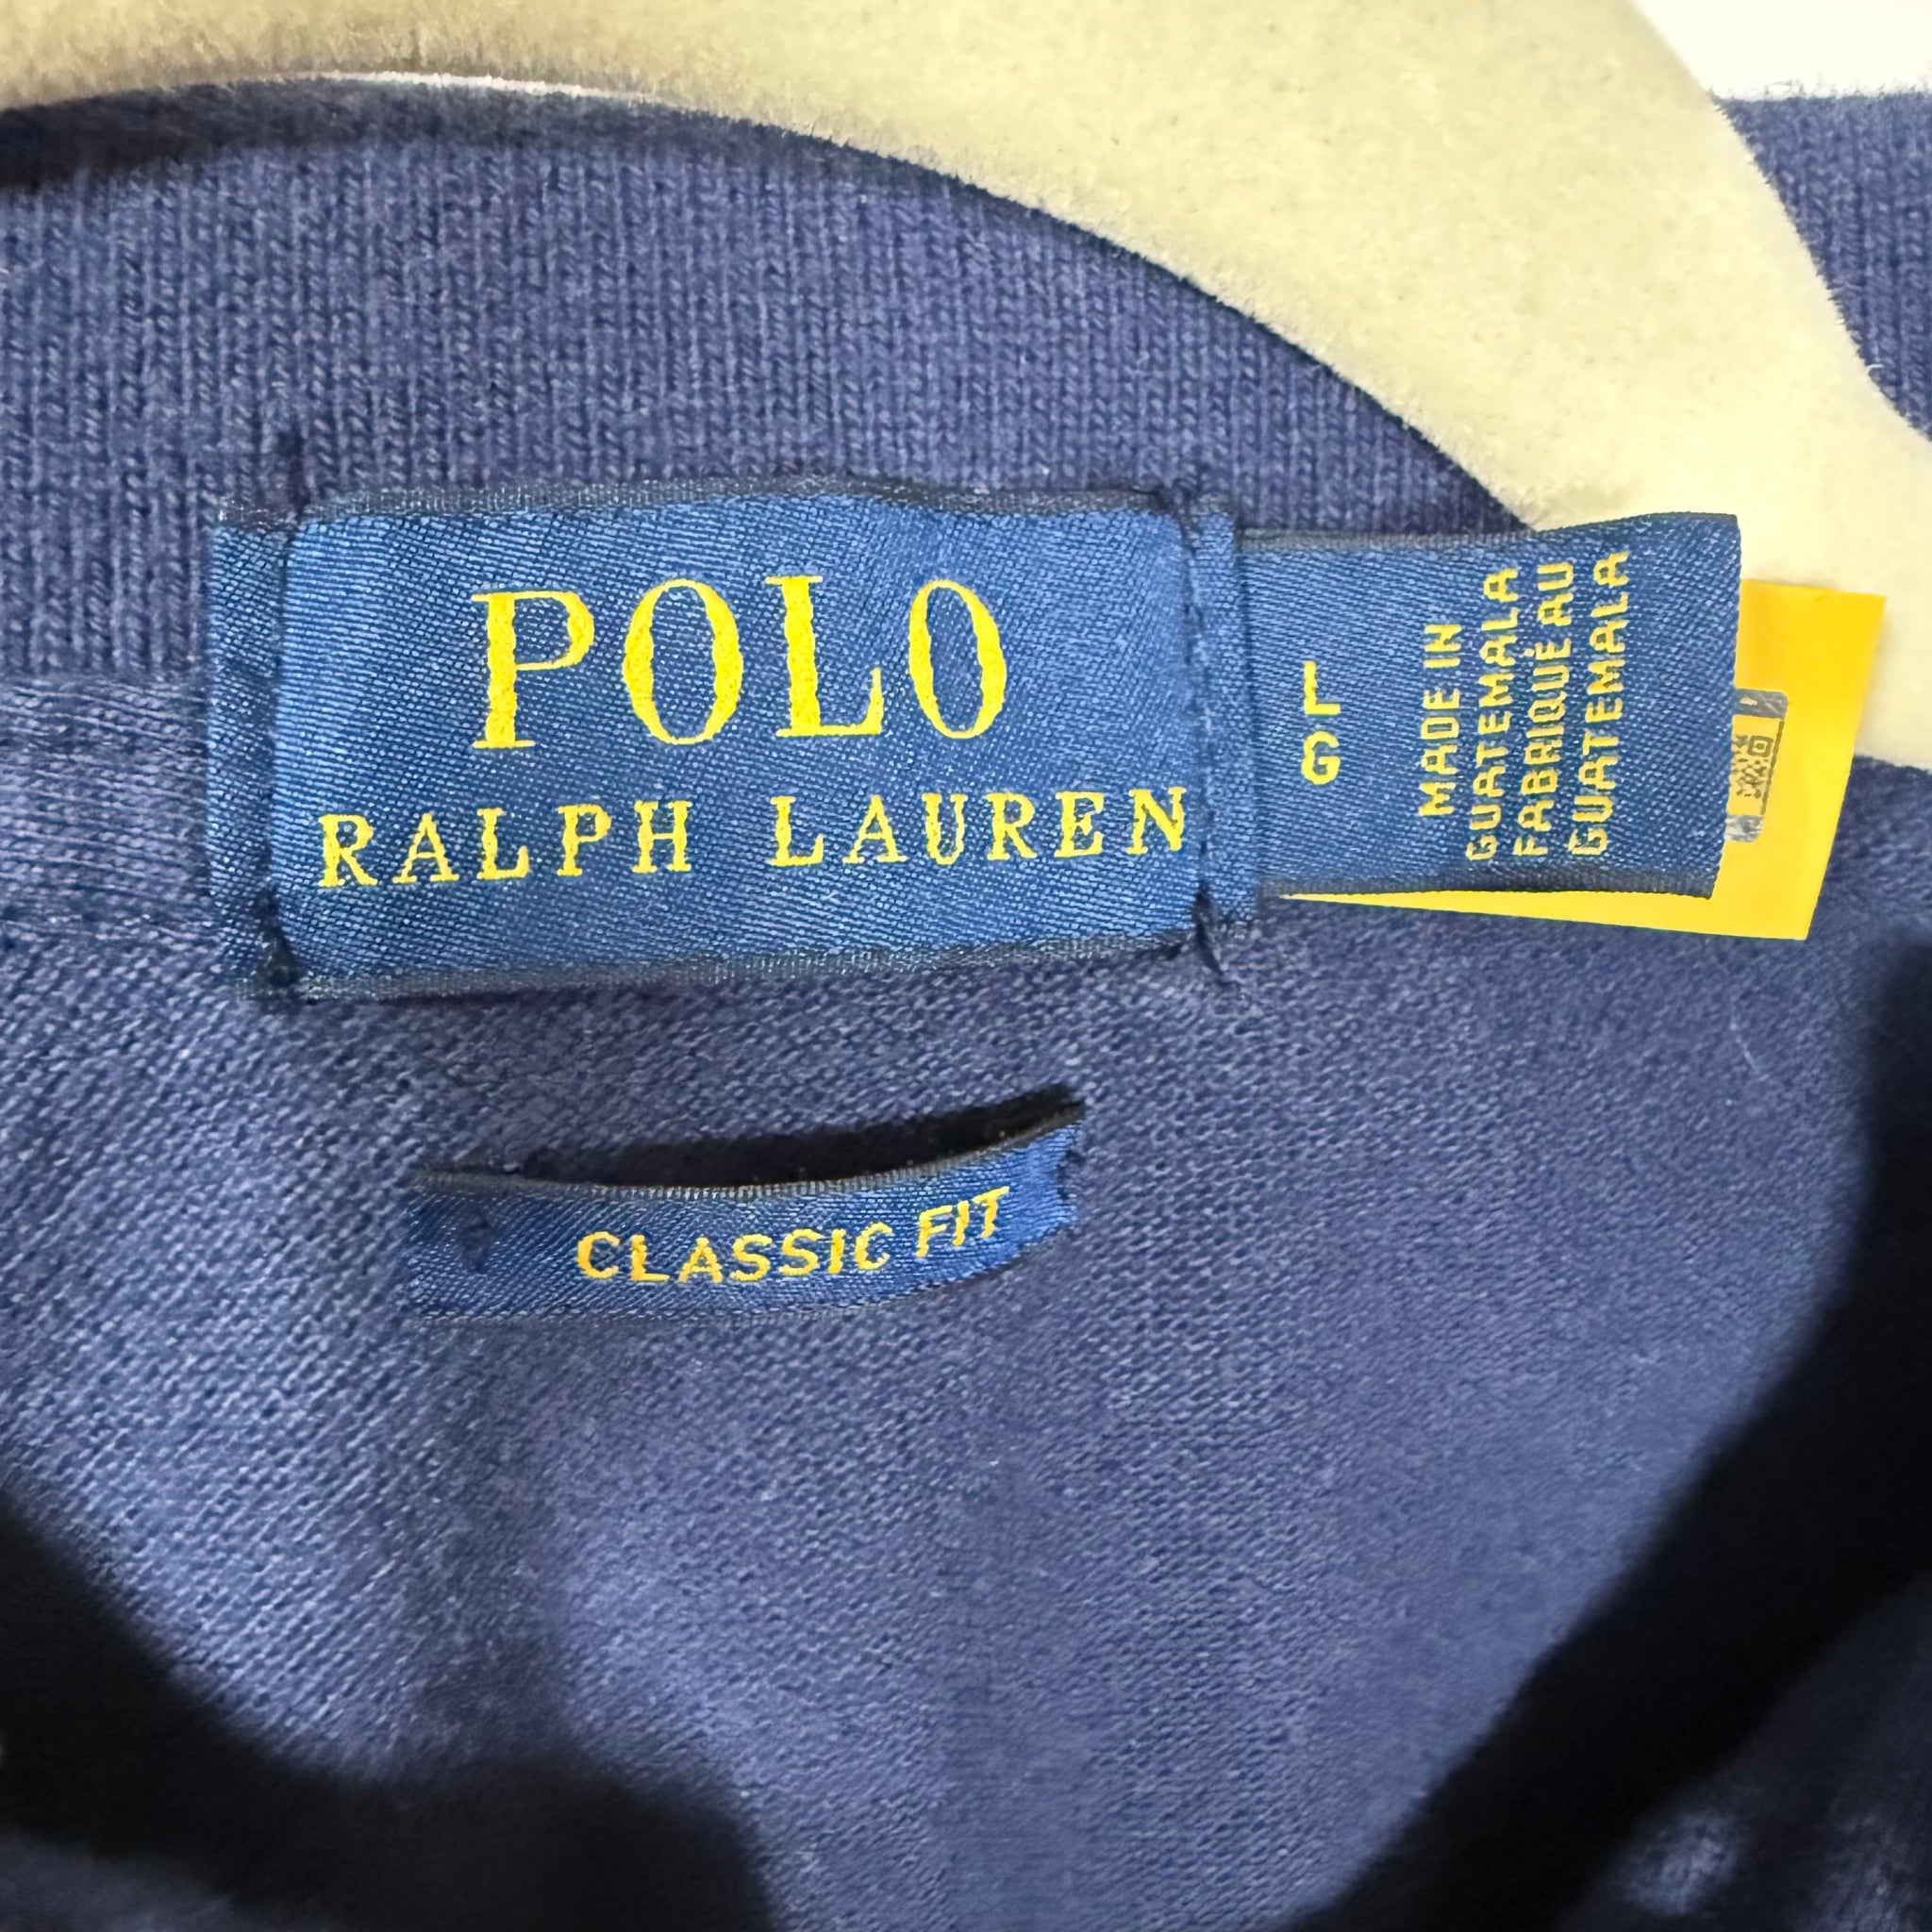 POLO
RALPH LAUREN
L
G
MADE IN
GUATEMALA
FABRIQUÉ AU
GUATEMALA
CLASSIC FIT